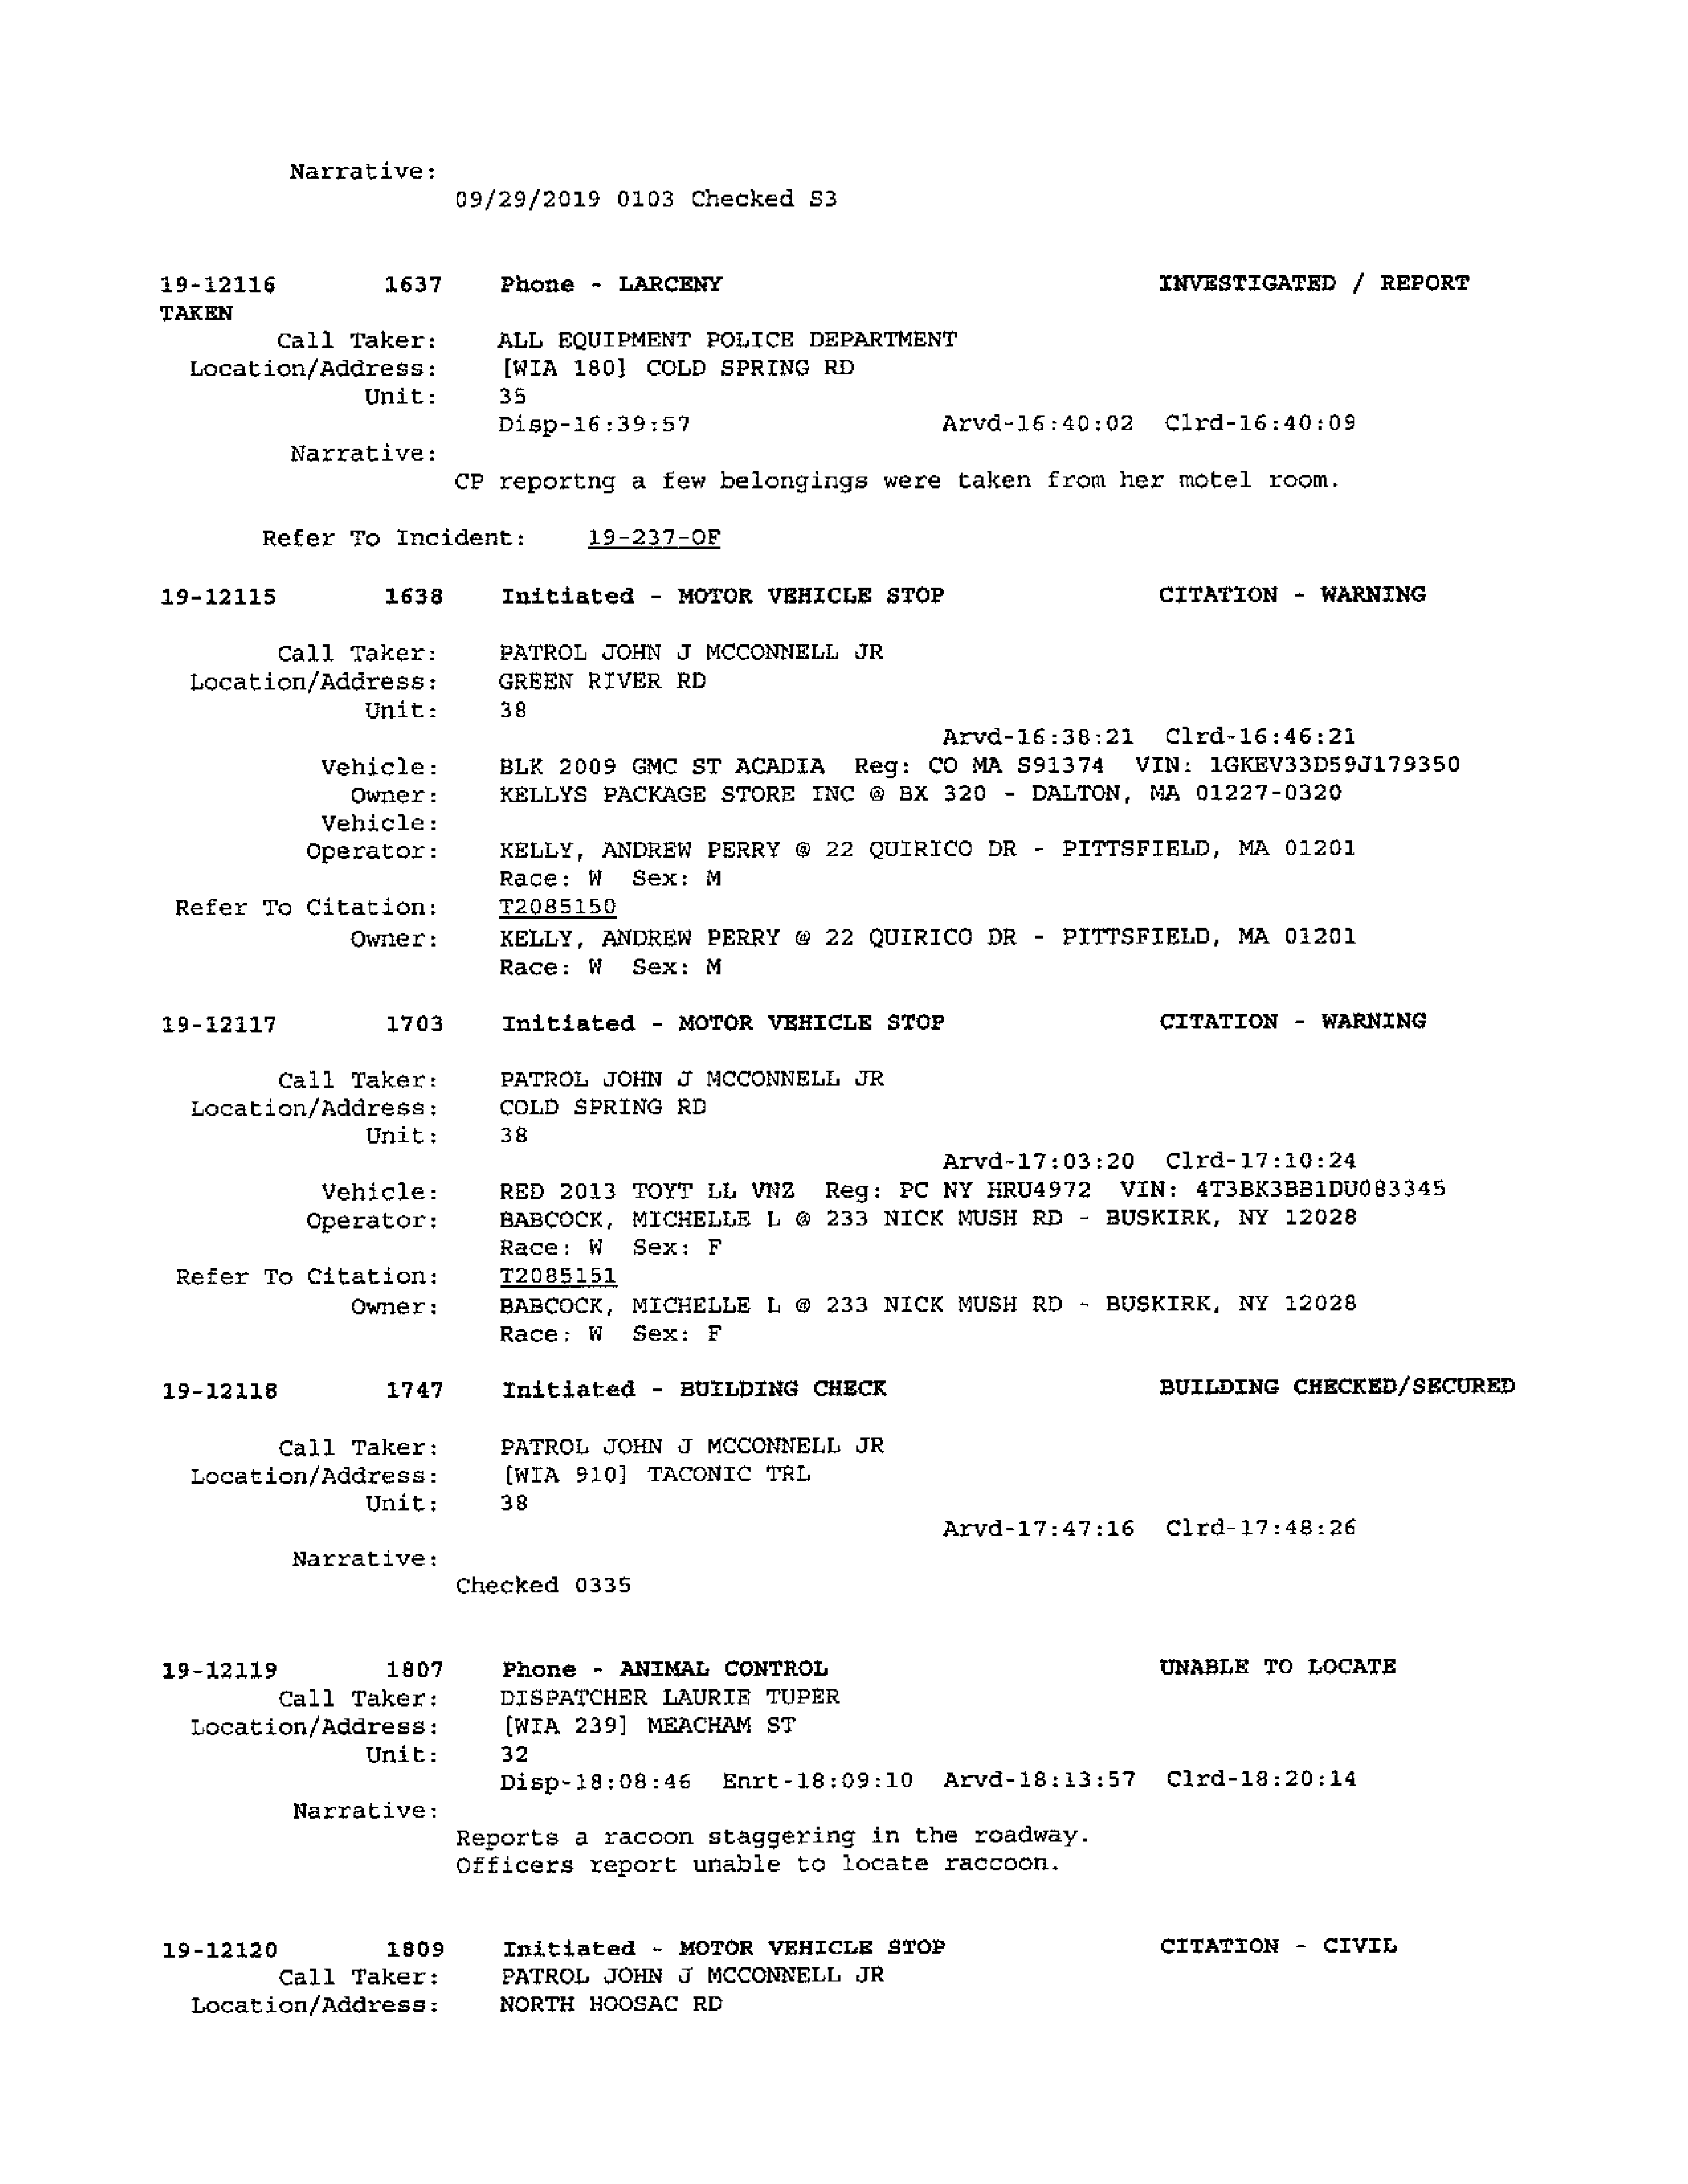 Narrative:
09/29/2019 0103 Checked S3
19-12116 1637 Phone - LARCENY INVESTIGATED / REPORT
TAKEN
Call Taker: ALL EQUIPMENT POLICE DEPARTMENT
Location/Address: [WIA 180] COLD SPRING RD
Unit: 35
Disp-16:39:57 Arvd-16:40:02 Clrd-16:40:09
Narrative:
CP reportng a few belongings were taken from her motel room.
Refer To Incident: 19-237-OF
19-12115 1638 Initiated - MOTOR VEHICLE STOP CITATION - WARNING
Call Taker: PATROL JOHN J MCCONNELL JR
Location/Address: GREEN RIVER RD
Unit: 38
Arvd-16:38:21 Clrd-16:46:21
Vehicle: BLK 2009 GMC ST ACADIA Reg: CO MA S91374 VIN: 1GKEV33D59J179350
Owner: KELLYS PACKAGE STORE INC @ BX 320 - DALTON, MA 01227-0320
Vehicle:
Operator: KELLY, ANDREW PERRY @ 22 QUIRICO DR - PITTSFIELD, MA 01201
Race: W Sex: M
Refer To Citation: T2085150
Owner: KELLY, ANDREW PERRY @ 22 QUIRICO DR - PITTSFIELD, MA 01201
Race: W Sex: M
19-12117 1703 Initiated - MOTOR VEHICLE STOP CITATION - WARNING
Call Taker: PATROL JOHN J MCCONNELL JR
Location/Address: COLD SPRING RD
Unit: 38
Arvd-17:03:20 Clrd-17:10:24
Vehicle: RED 2013 TOYT LL VNZ Reg: PC NY HRU4972 VIN: 4T3BK3BB1DU083345
Operator: BABCOCK, MICHELLE L @ 233 NICK MUSH RD - BUSKIRK, NY 12028
Race: W Sex: F
Refer To Citation: T2085151
Owner: BABCOCK, MICHELLE L @ 233 NICK MUSH RD - BUSKIRK, NY 12028
Race: W Sex: F
19-12118 1747 Initiated - BUILDING CHECK BUILDING CHECKED/SECURED
Call Taker: PATROL JOHN J MCCONNELL JR
Location/Address: [WIA 910] TACONIC TRL
Unit: 38
Arvd-17:47:16 Clrd-17:48:26
Narrative:
Checked 0335
19-12119 1807 Phone - ANIMAL CONTROL UNABLE TO LOCATE
Call Taker: DISPATCHER LAURIE TUPER
Location/Address: [WIA 239] MEACHAM ST
Unit: 32
Disp-18:08:46 Enrt-18:09:10 Arvd-18:13:57 Clrd-18:20:14
Narrative:
Reports a racoon staggering in the roadway.
Officers report unable to locate raccoon.
19-12120 1809 Initiated - MOTOR VEHICLE STOP CITATION - CIVIL
Call Taker: PATROL JOHN J MCCONNELL JR
Location/Address: NORTH HOOSAC RD